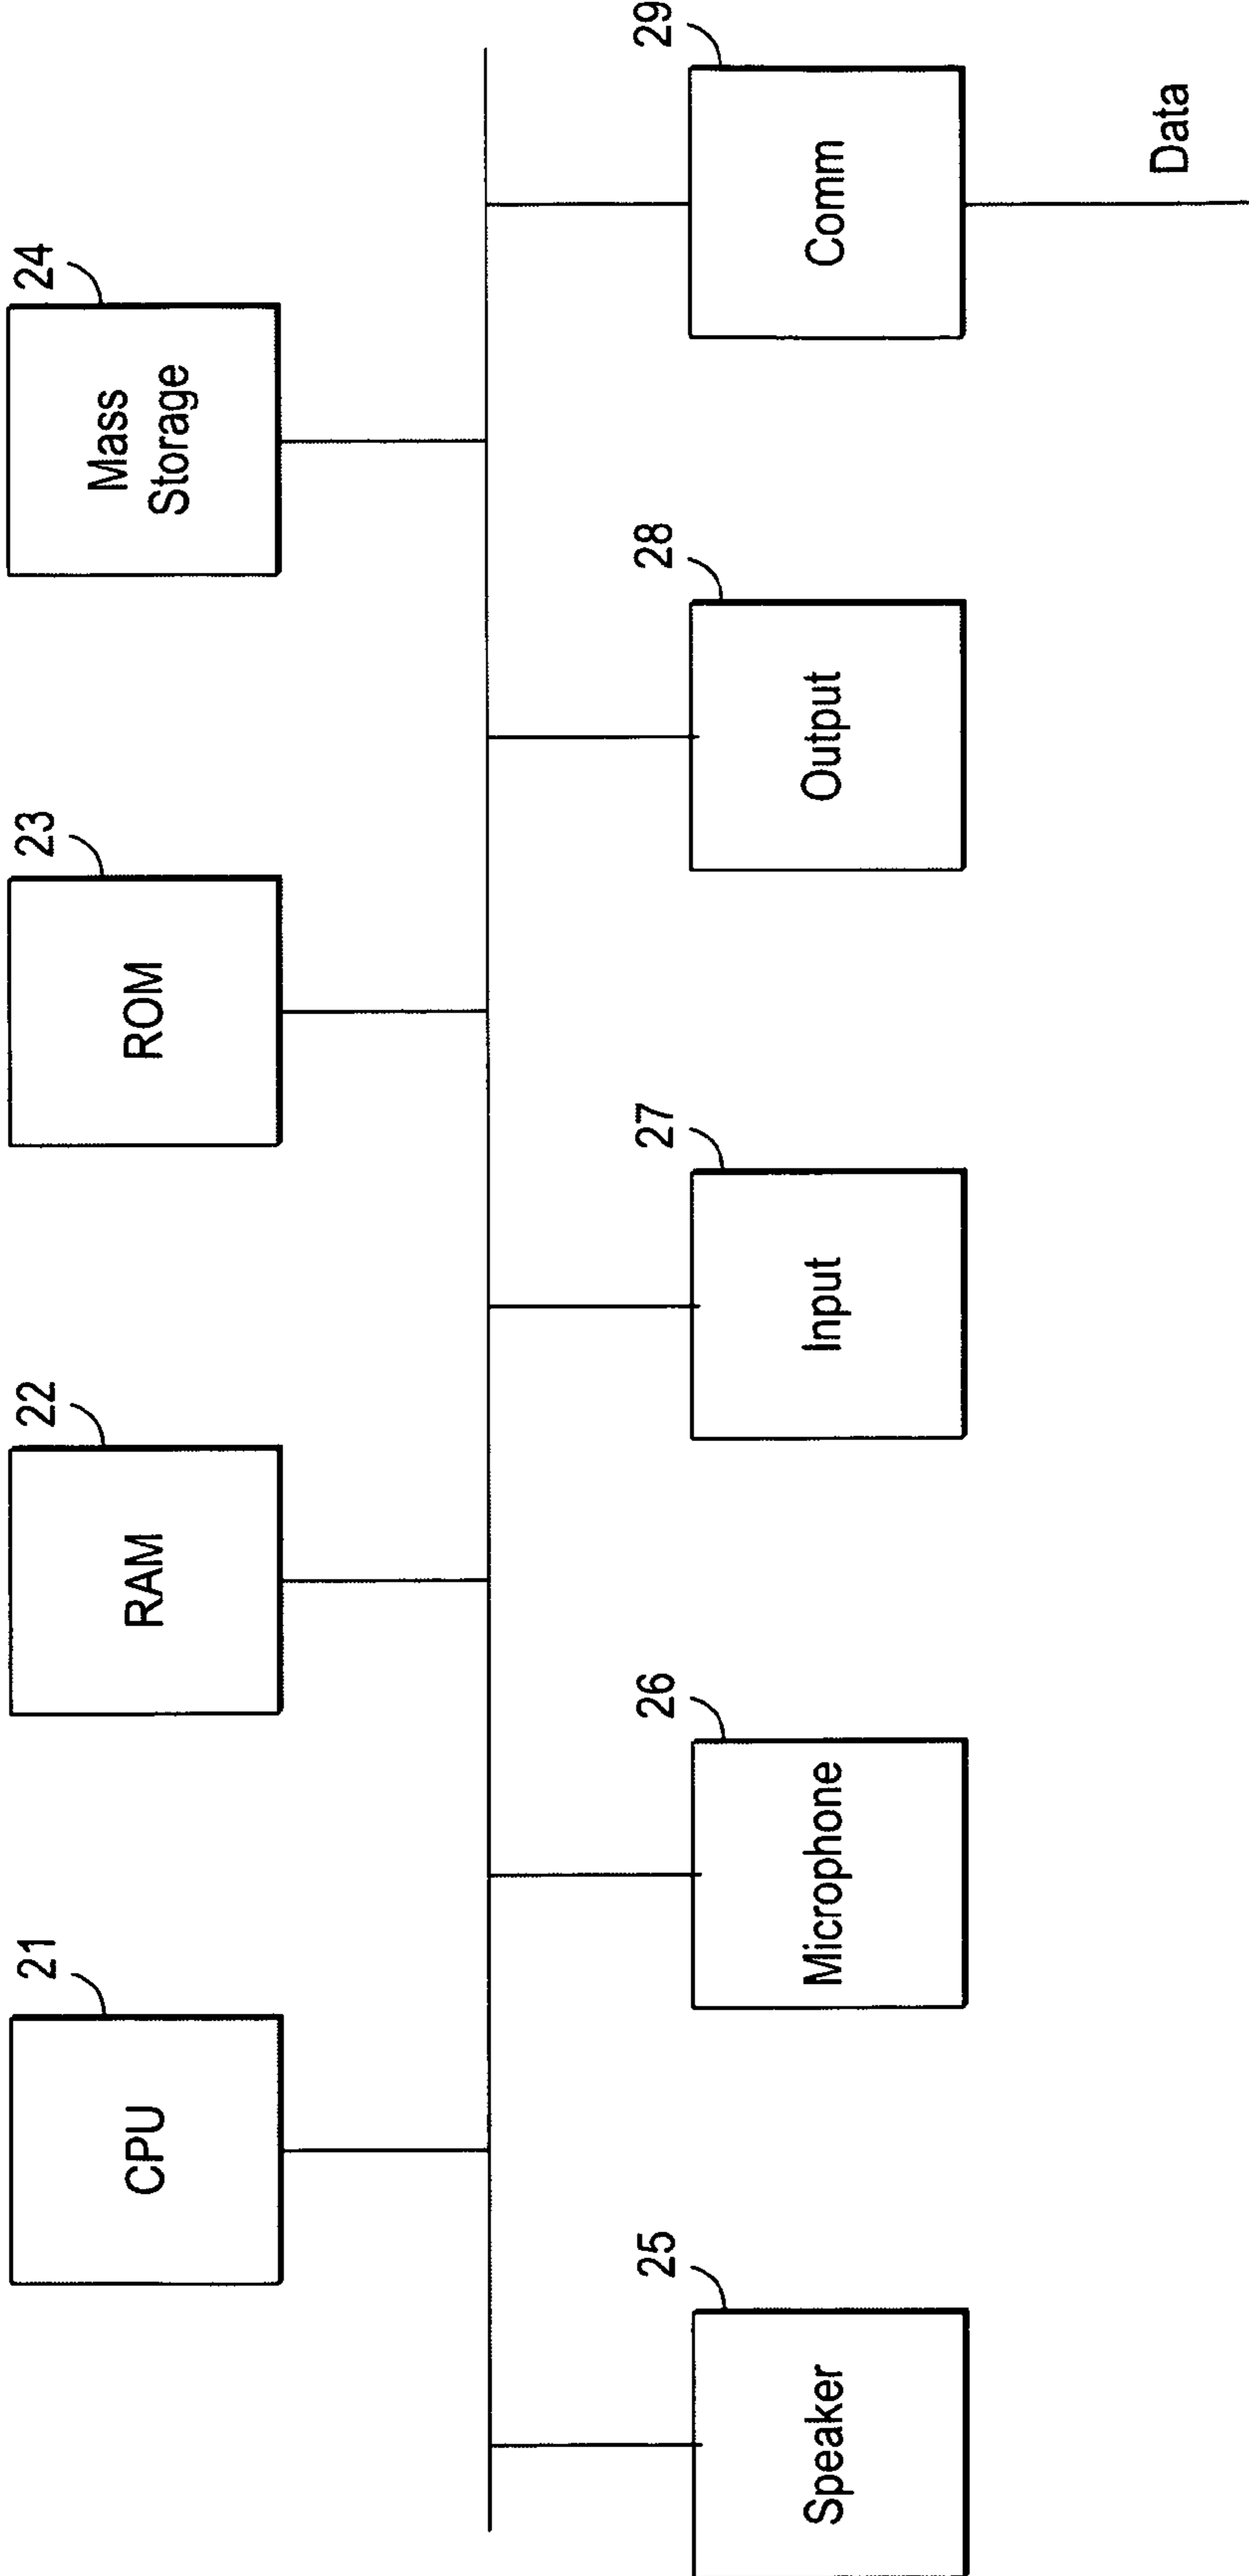 21
CPU
22
RAM
23
ROM
24
Mass
Storage
25
Speaker
26
Microphone
27
Input
28
Output
29
Comm
Data